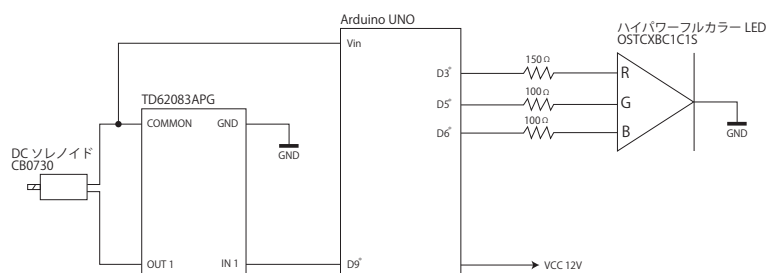 Arduino UNO
ハイパワーフルカラー LED
OSTCXBC1C1S
Vin
150Ω
D3*
R
TD62083APG
100Ω
D5*
G
COMMON
GND
100Ω
D6*
B
GND
GND
DC ソレノイド
CB0730
OUT 1
IN 1
D9*
VCC 12V